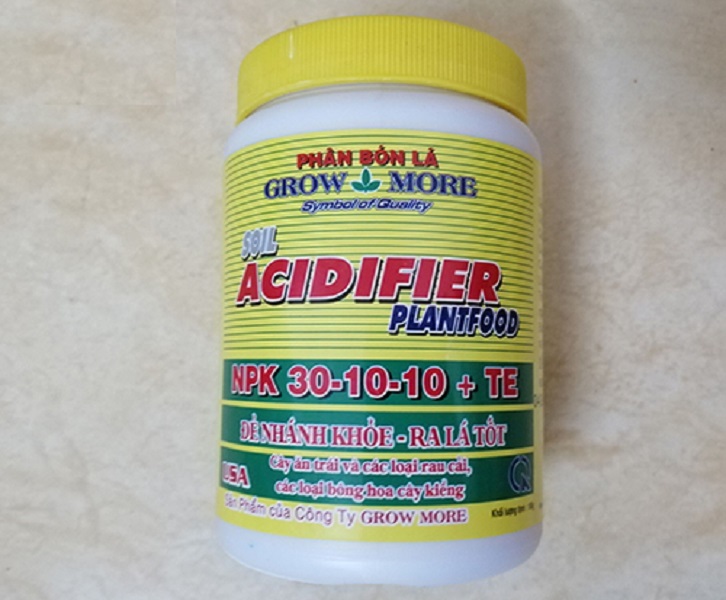 PHÂN BÓN LÁ
GROW MORE
Symbol of Quality
SOIL
ACIDIFIER
PLANTFOOD
NPK 30-10-10 + TE
ĐẺ NHÁNH KHỎE - RA LÁ TỐT
Cây ăn trái và các loại rau cải,
USA
các loại bông hoa cây kiểng
Sản Phẩm của Công Ty GROW MORE
Khối lượng